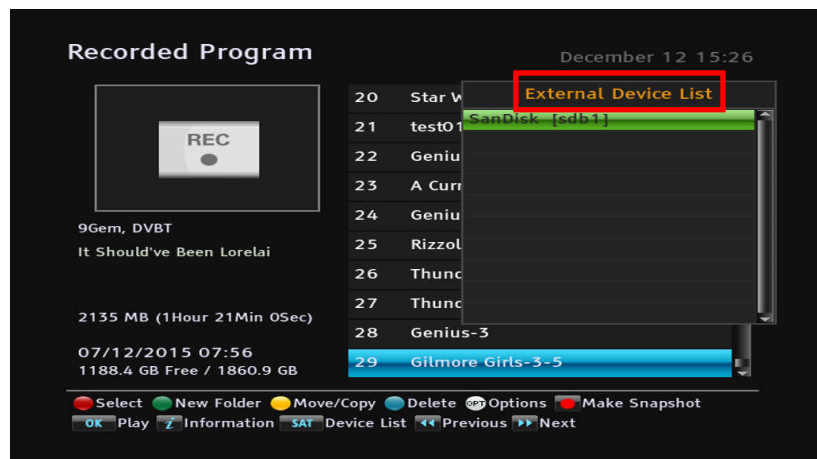 Recorded Program
December 12 15:26
External Device List
SanDisk [sdb1]
REC
20 Star W
21 test01
22 Geniu
23 A Curr
24 Geniu
25 Rizzol
26 Thund
27 Thund
28 Genius-3
29 Gilmore Girls-3-5
9Gem, DVBT
It Should've Been Lorelai
2135 MB (1Hour 21Min 0Sec)
07/12/2015 07:56
1188.4 GB Free / 1860.9 GB
Select New Folder Move/Copy Delete OPT Options Make Snapshot
OK Play i Information SAT Device List Previous Next